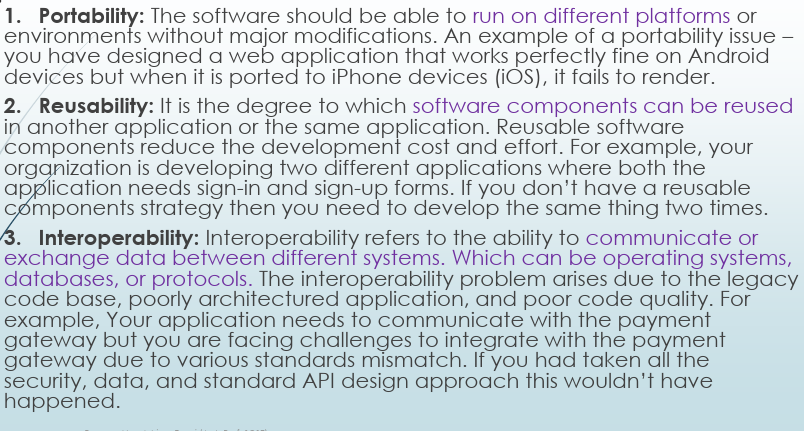 1. Portability: The software should be able to run on different platforms or
environments without major modifications. An example of a portability issue –
you have designed a web application that works perfectly fine on Android
devices but when it is ported to iPhone devices (iOS), it fails to render.
2. Reusability: It is the degree to which software components can be reused
in another application or the same application. Reusable software
components reduce the development cost and effort. For example, your
organization is developing two different applications where both the
application needs sign-in and sign-up forms. If you don't have a reusable
components strategy then you need to develop the same thing two times.
3. Interoperability: Interoperability refers to the ability to communicate or
exchange data between different systems. Which can be operating systems,
databases, or protocols. The interoperability problem arises due to the legacy
code base, poorly architectured application, and poor code quality. For
example, Your application needs to communicate with the payment
gateway but you are facing challenges to integrate with the payment
gateway due to various standards mismatch. If you had taken all the
security, data, and standard API design approach this wouldn't have
happened.